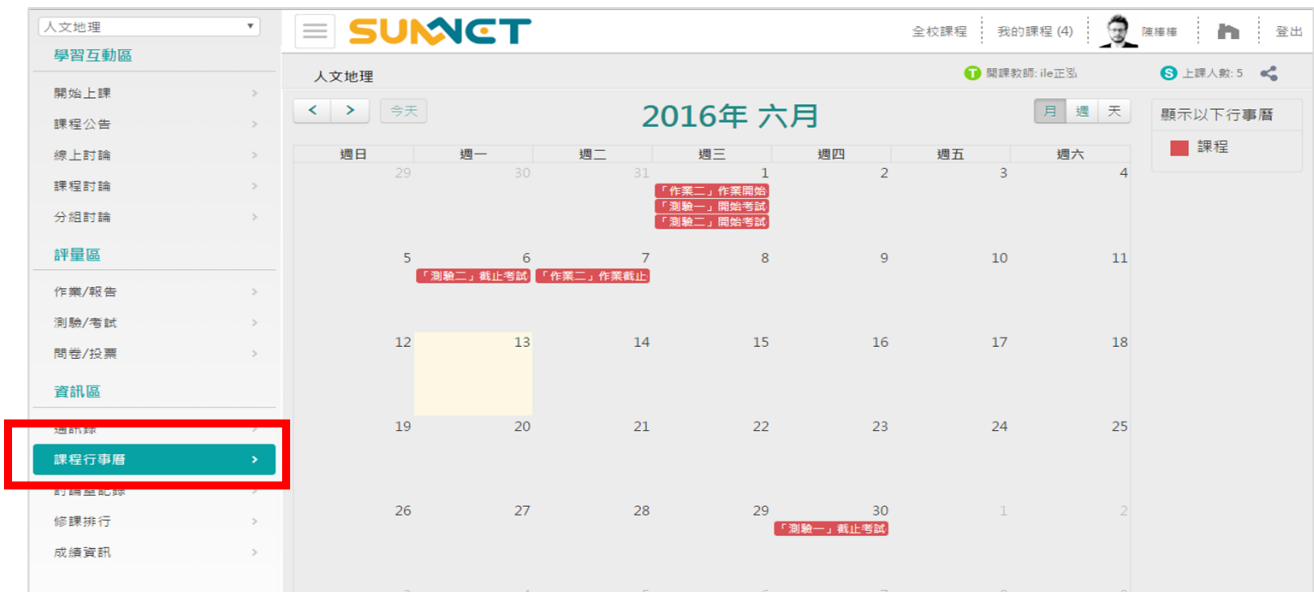 人文地理
SUNNET
全校課程
我的課程 (4)
陳棒棒
登出
學習互動區
開始上課
課程公告
線上討論
課程討論
分組討論
評量區
作業/報告
測驗/考試
問卷/投票
資訊區
通訊錄
課程行事曆
討論室記錄
修課排行
成績資訊
人文地理
T 開課教師: ile正泓
S 上課人數: 5
今天
2016年 六月
月 週 天
顯示以下行事曆
課程
週日 週一 週二 週三 週四 週五 週六
29 30 31 1 2 3 4
「作業二」作業開始
「測驗一」開始考試
「測驗二」開始考試
5 6 7 8 9 10 11
「測驗二」截止考試 「作業二」作業截止
12 13 14 15 16 17 18
19 20 21 22 23 24 25
26 27 28 29 30 1 2
「測驗一」截止考試